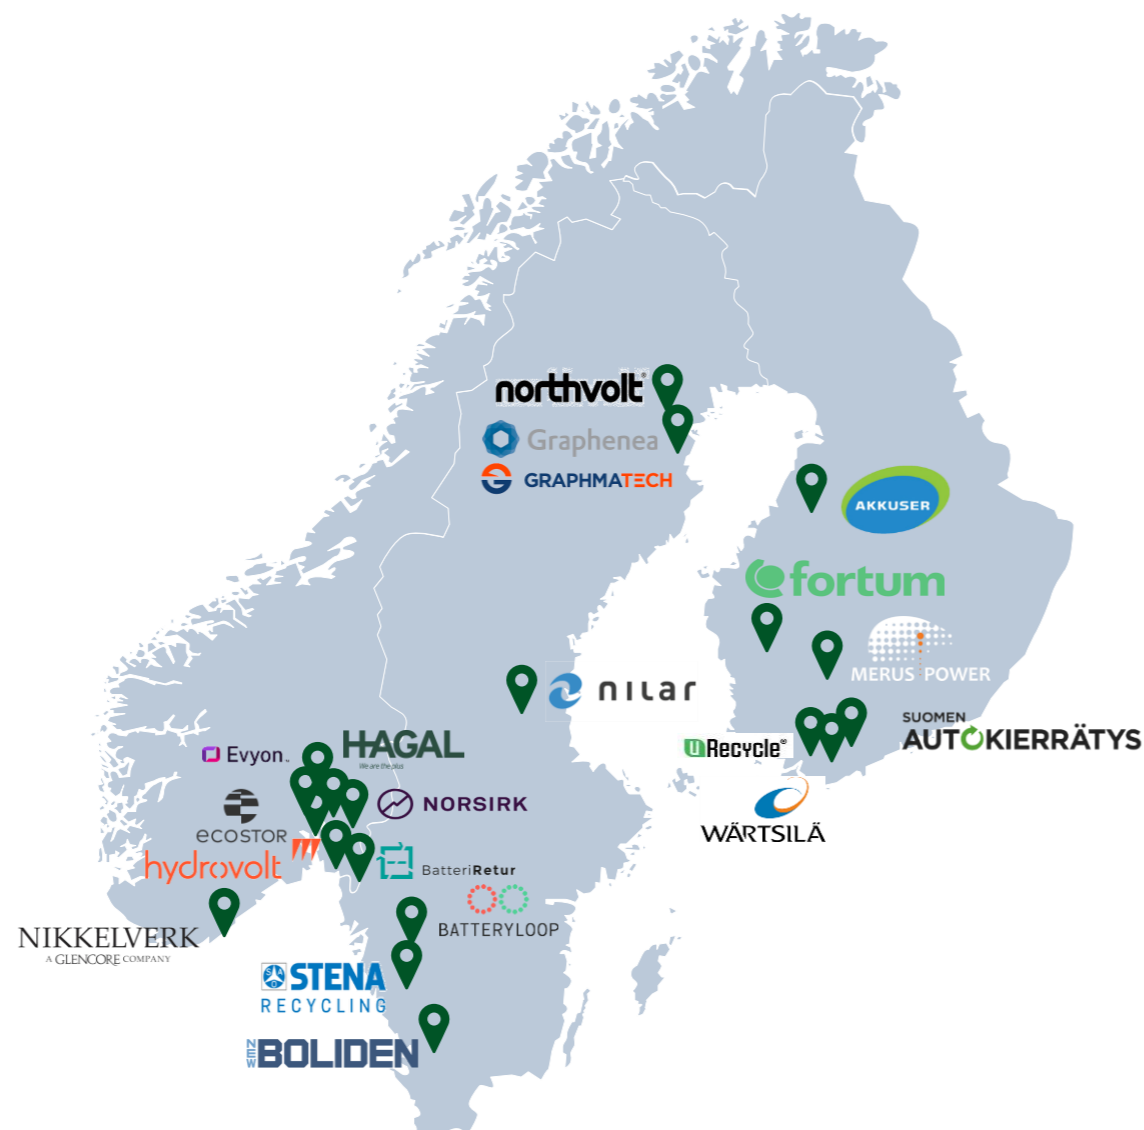 northvolt®
Graphenea
GRAPHMATECH
AKKUSER
fortum
MERUS POWER
nilar
SUOMEN
AUTOKIERRÄTYS
uRecycle®
WÄRTSILÄ
HAGAL
We are the plus
Evyon™
NORSIRK
ecostor
hydrovolt
BatteriRetur
BATTERYLOOP
NIKKELVERK
A GLENCORE COMPANY
STENA
RECYCLING
NEW
BOLIDEN